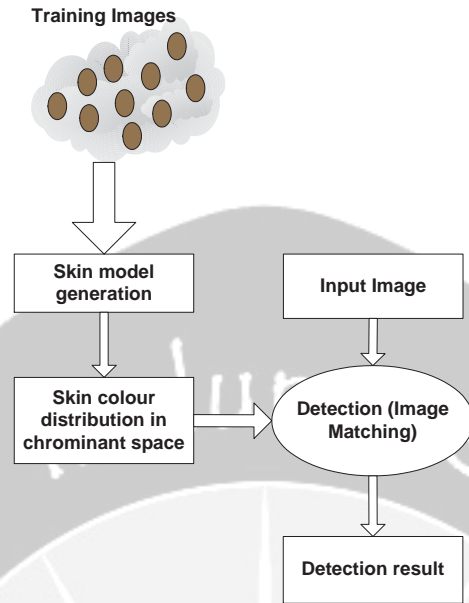 Training Images
Skin model
generation
Input Image
Skin colour
distribution in
chrominant space
Detection (Image
Matching)
Detection result